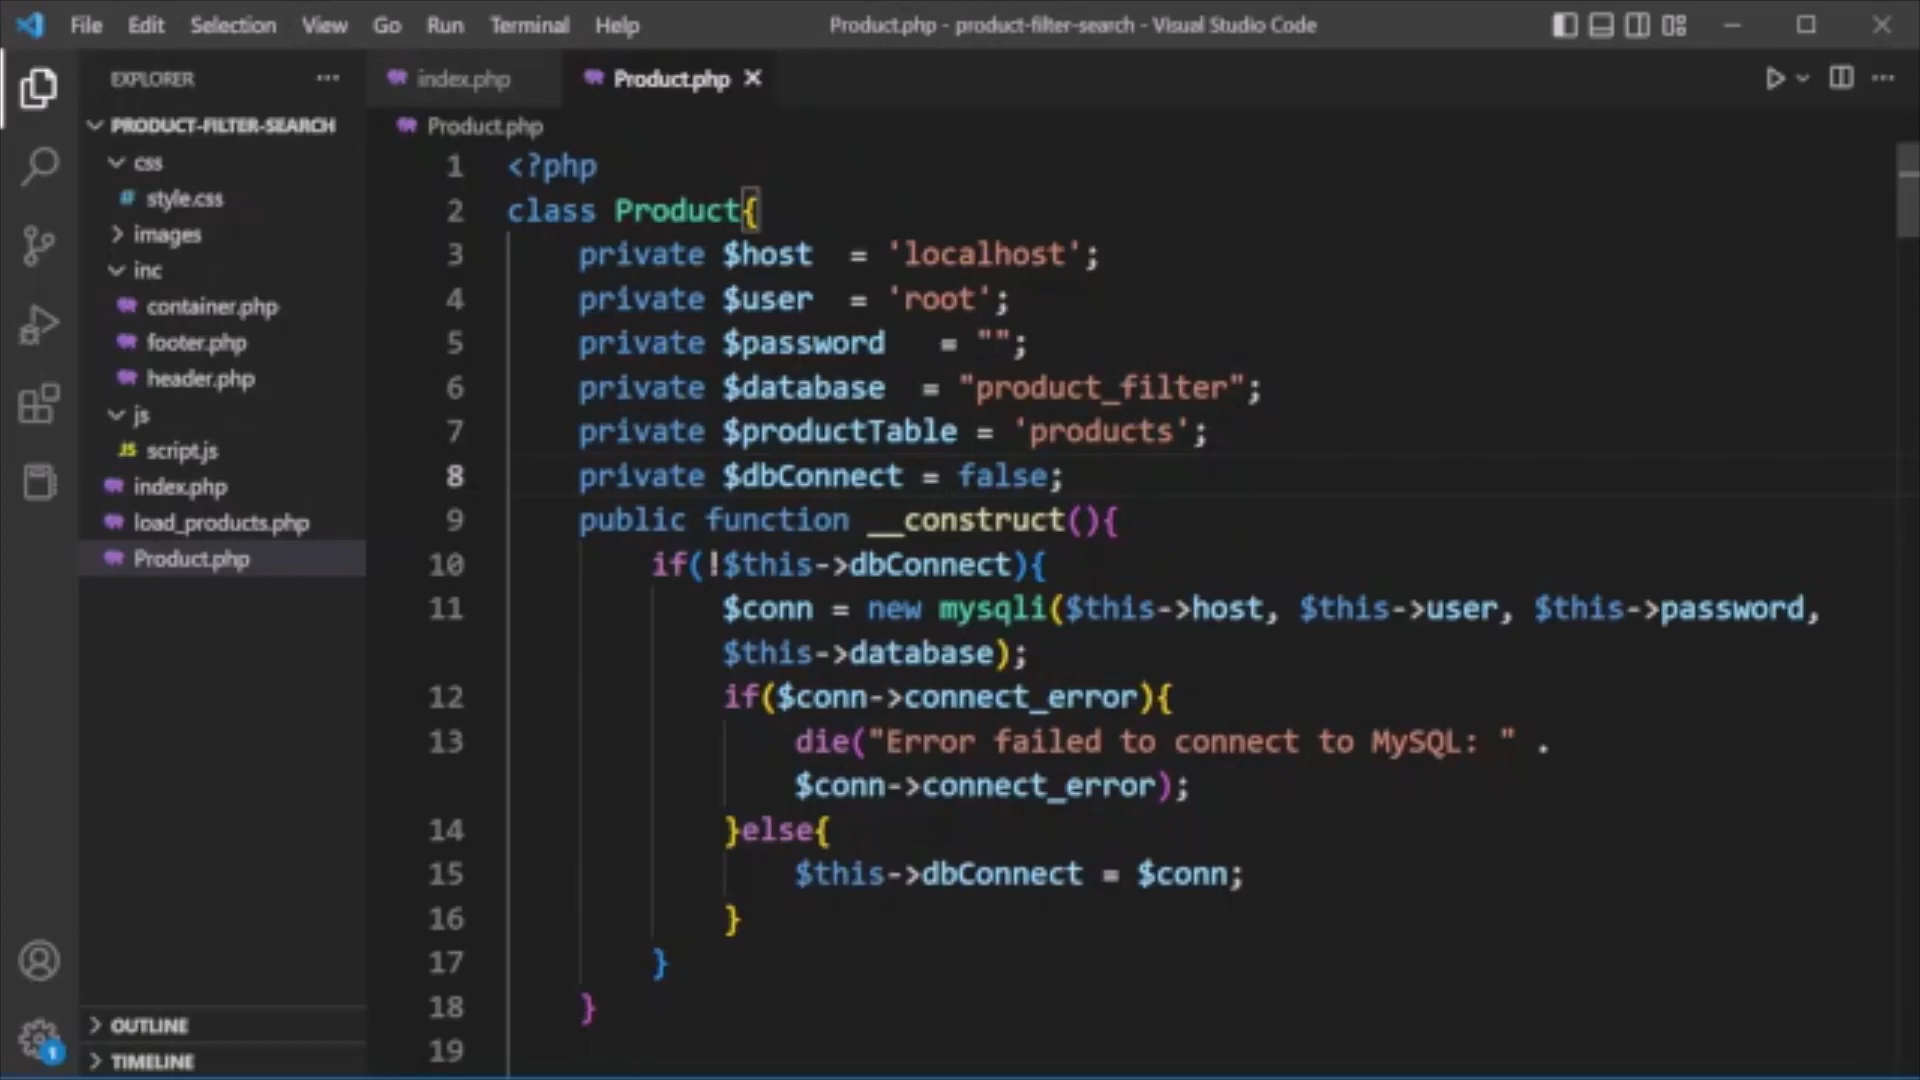 File Edit Selection View Go Run Terminal Help Product.php - product-filter-search - Visual Studio Code
EXPLORER
PRODUCT-FILTER-SEARCH
css
style.css
images
inc
container.php
footer.php
header.php
js
JS script.js
index.php
load_products.php
Product.php
OUTLINE
TIMELINE
1
index.php Product.php
Product.php
1 <?php
2 class Product{
3 private $host  = 'localhost';
4 private $user  = 'root';
5 private $password   = "";
6 private $database  = "product_filter";
7 private $productTable = 'products';
8 private $dbConnect = false;
9 public function __construct(){
10 if(!$this->dbConnect){
11 $conn = new mysqli($this->host, $this->user, $this->password,
$this->database);
12 if($conn->connect_error){
13 die("Error failed to connect to MySQL: " .
$conn->connect_error);
14 }else{
15 $this->dbConnect = $conn;
16 }
17 }
18 }
19